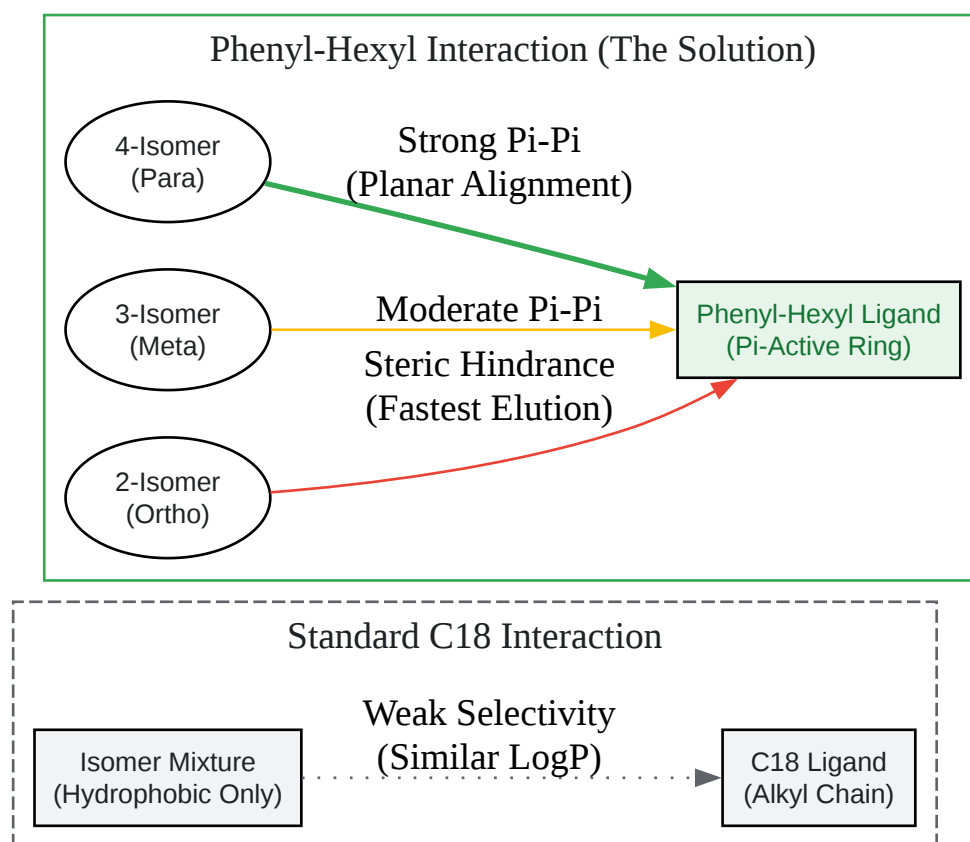 Phenyl-Hexyl Interaction (The Solution)
4-Isomer
(Para)
Strong Pi-Pi
(Planar Alignment)
3-Isomer
(Meta)
Moderate Pi-Pi
Phenyl-Hexyl Ligand
(Pi-Active Ring)
Steric Hindrance
(Fastest Elution)
2-Isomer
(Ortho)
Standard C18 Interaction
Weak Selectivity
(Similar LogP)
Isomer Mixture
(Hydrophobic Only)
C18 Ligand
(Alkyl Chain)